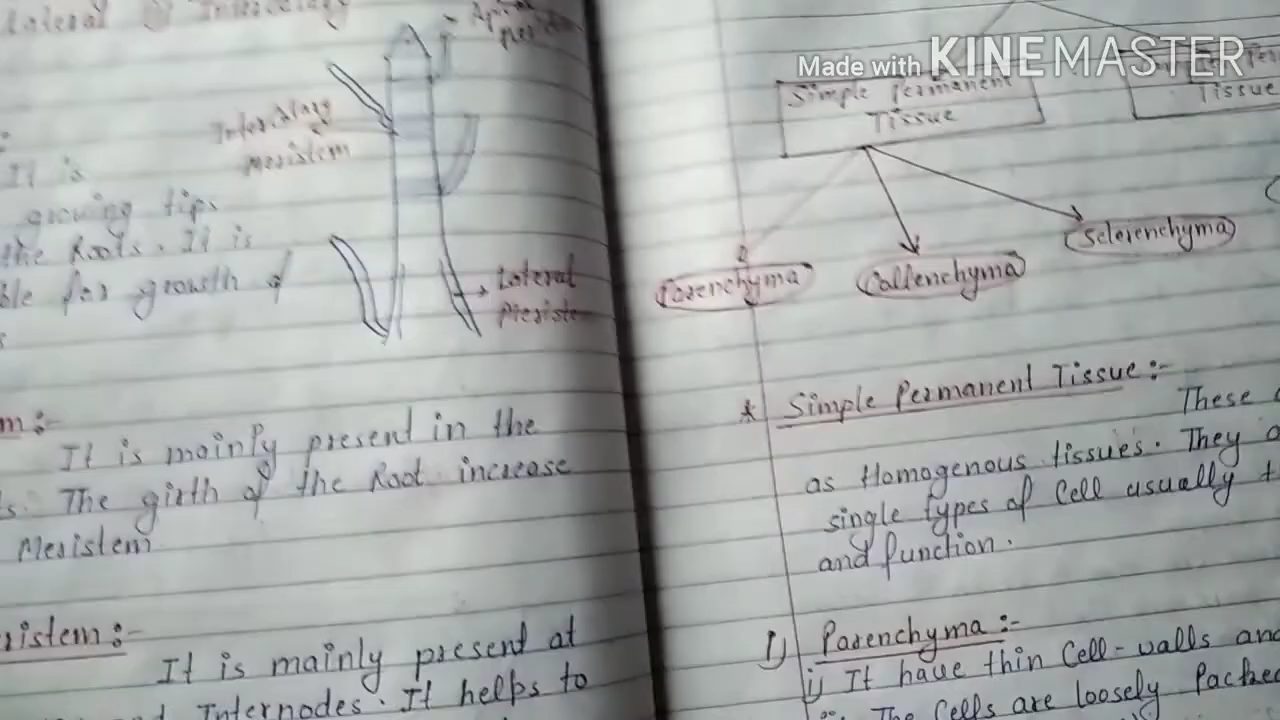 Lateral
Apical
Intercalary
Meristem
It is
growing tips
the Roots. It is
ble for growth of
Lateral
Meriste
m:-
It is mainly present in the
ls. The girth of the Root increase
Meristem
ristem:-
It is mainly present at
Internodes. It helps to
Made with KINEMASTER
Simple Permanent
Tissue
Tissue
Parenchyma
Collenchyma
Sclerenchyma
* Simple Permanent Tissue:-
These
as Homogenous tissues. They
single types of Cell usually
and function.
1) Parenchyma:-
i) It have thin Cell-walls and
The Cells are loosely Packed